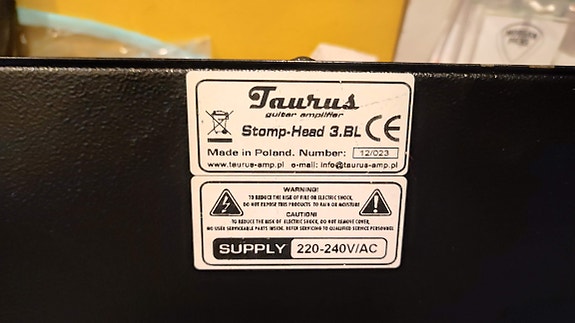 Taurus
guitar amplifier
Stomp-Head 3.BL CE
Made in Poland. Number: 12/023
www.taurus-amp.pl e-mail: info@taurus-amp.pl
WARNING!
TO REDUCE THE RISK OF FIRE OR ELECTRIC SHOCK,
DO NOT EXPOSE THIS PRODUCTS TO RAIN OR MOISTURE
CAUTION!
TO REDUCE THE RISK OF ELECTRIC SHOCK, DO NOT REMOVE COVER,
NO USER SERVICEABLE PARTS INSIDE. REFER SERVICING TO QUALIFIED SERVICE PERSONNEL
SUPPLY 220-240V/AC